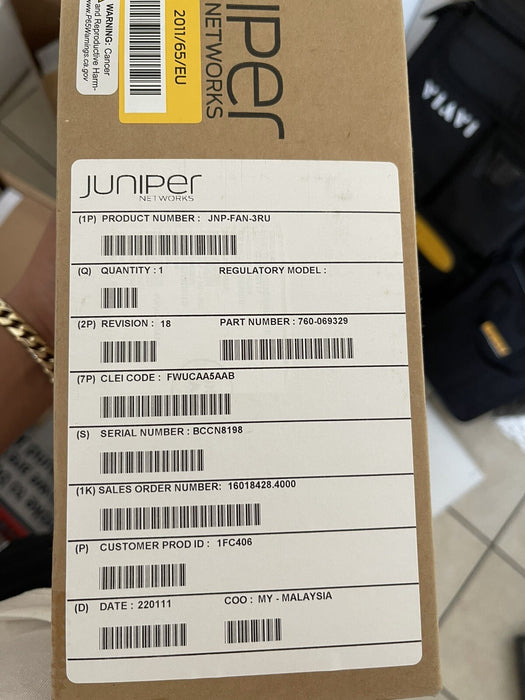 WARNING: Cancer
and Reproductive Harm-
www.P65Warnings.ca.gov
2011/65/EU
NETWORKS
JUNIPER
NETWORKS
(1P) PRODUCT NUMBER : JNP-FAN-3RU
(Q) QUANTITY : 1 REGULATORY MODEL :
(2P) REVISION : 18 PART NUMBER : 760-069329
(7P) CLEI CODE : FWUCAA5AAB
(S) SERIAL NUMBER : BCCN8198
(1K) SALES ORDER NUMBER: 16018428.4000
(P) CUSTOMER PROD ID : 1FC406
(D) DATE : 220111 COO : MY - MALAYSIA